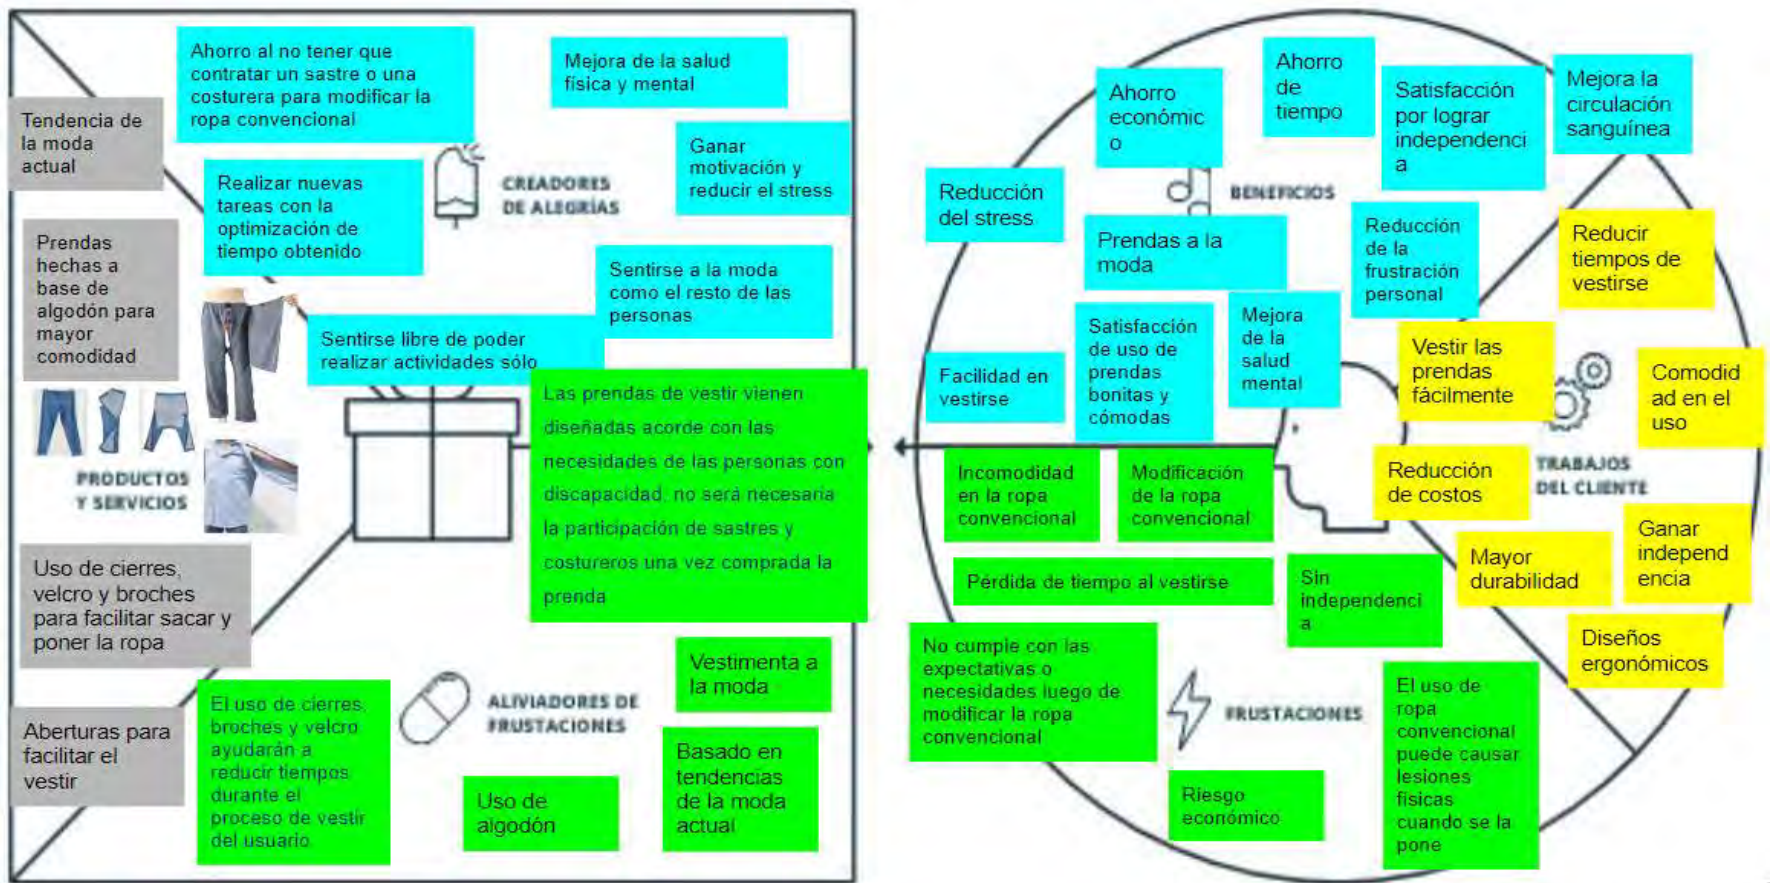 Ahorro al no tener que
contratar un sastre o una
costurera para modificar la
ropa convencional
Mejora de la salud
física y mental
Tendencia de
la moda
actual
Ganar
motivación y
reducir el stress
CREADORES
DE ALEGRÍAS
Realizar nuevas
tareas con la
optimización de
tiempo obtenido
Prendas
hechas a
base de
algodón para
mayor
comodidad
Sentirse a la moda
como el resto de las
personas
Sentirse libre de poder
realizar actividades sólo
Las prendas de vestir vienen
diseñadas acorde con las
necesidades de las personas con
discapacidad, no será necesaria
la participación de sastres y
costureros una vez comprada la
prenda
PRODUCTOS
Y SERVICIOS
Uso de cierres,
velcro y broches
para facilitar sacar y
poner la ropa
Aberturas para
facilitar el
vestir
El uso de cierres,
broches y velcro
ayudarán a
reducir tiempos
durante el
proceso de vestir
del usuario.
ALIVIADORES DE
FRUSTACIONES
Vestimenta a
la moda
Uso de
algodón
Basado en
tendencias
de la moda
actual
Ahorro
económic
o
Ahorro
de
tiempo
Satisfacción
por lograr
independenci
a
Mejora la
circulación
sanguínea
Reducción
del stress
BENEFICIOS
Prendas a la
moda
Reducción
de la
frustración
personal
Reducir
tiempos de
vestirse
Facilidad en
vestirse
Satisfacción
de uso de
prendas
bonitas y
cómodas
Mejora
de la
salud
mental
Vestir las
prendas
fácilmente
Comodid
ad en el
uso
Reducción
de costos
TRABAJOS
DEL CLIENTE
Incomodidad
en la ropa
convencional
Modificación
de la ropa
convencional
Mayor
durabilidad
Ganar
independ
encia
Pérdida de tiempo al vestirse
Sin
independenci
a
Diseños
ergonómicos
No cumple con las
expectativas o
necesidades luego de
modificar la ropa
convencional
FRUSTACIONES
El uso de
ropa
convencional
puede causar
lesiones
físicas
cuando se la
pone
Riesgo
económico